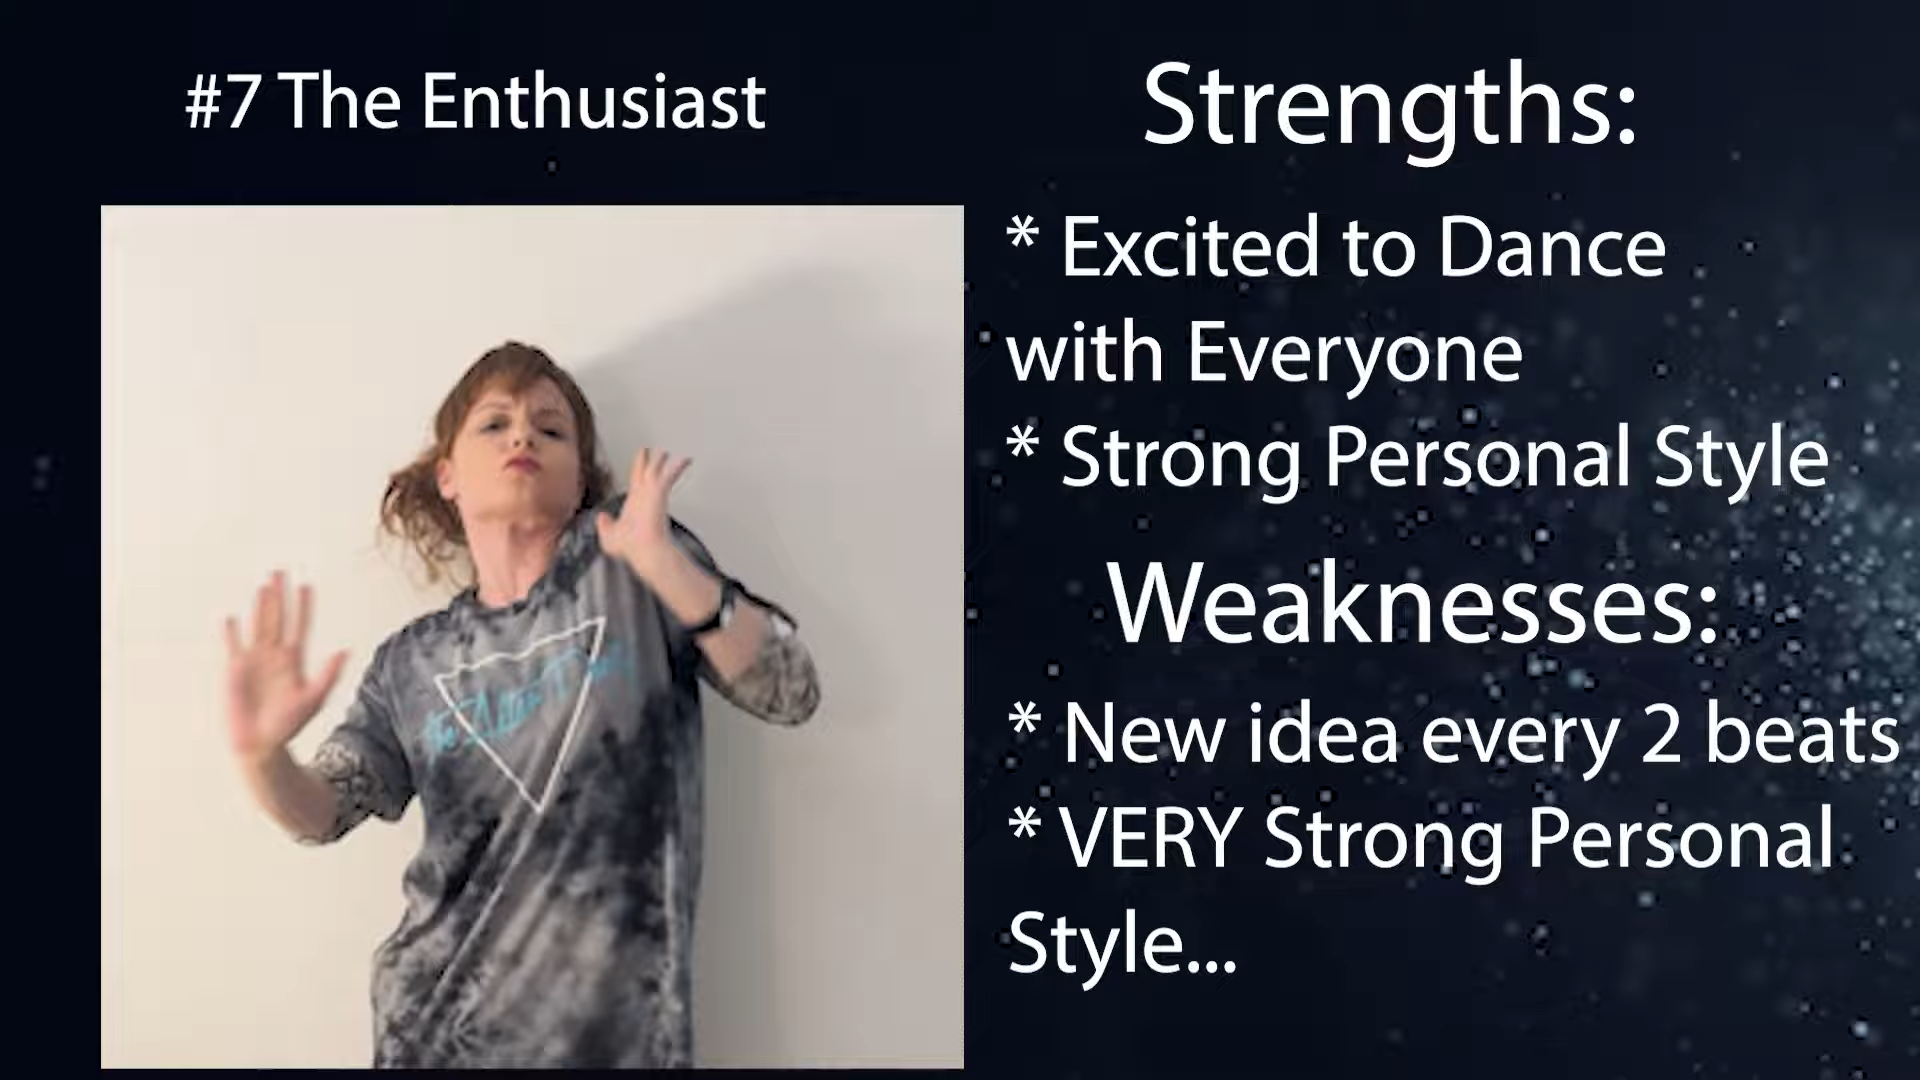 #7 The Enthusiast
Strengths:
* Excited to Dance
with Everyone
* Strong Personal Style
Weaknesses:
* New idea every 2 beats
* VERY Strong Personal
Style...